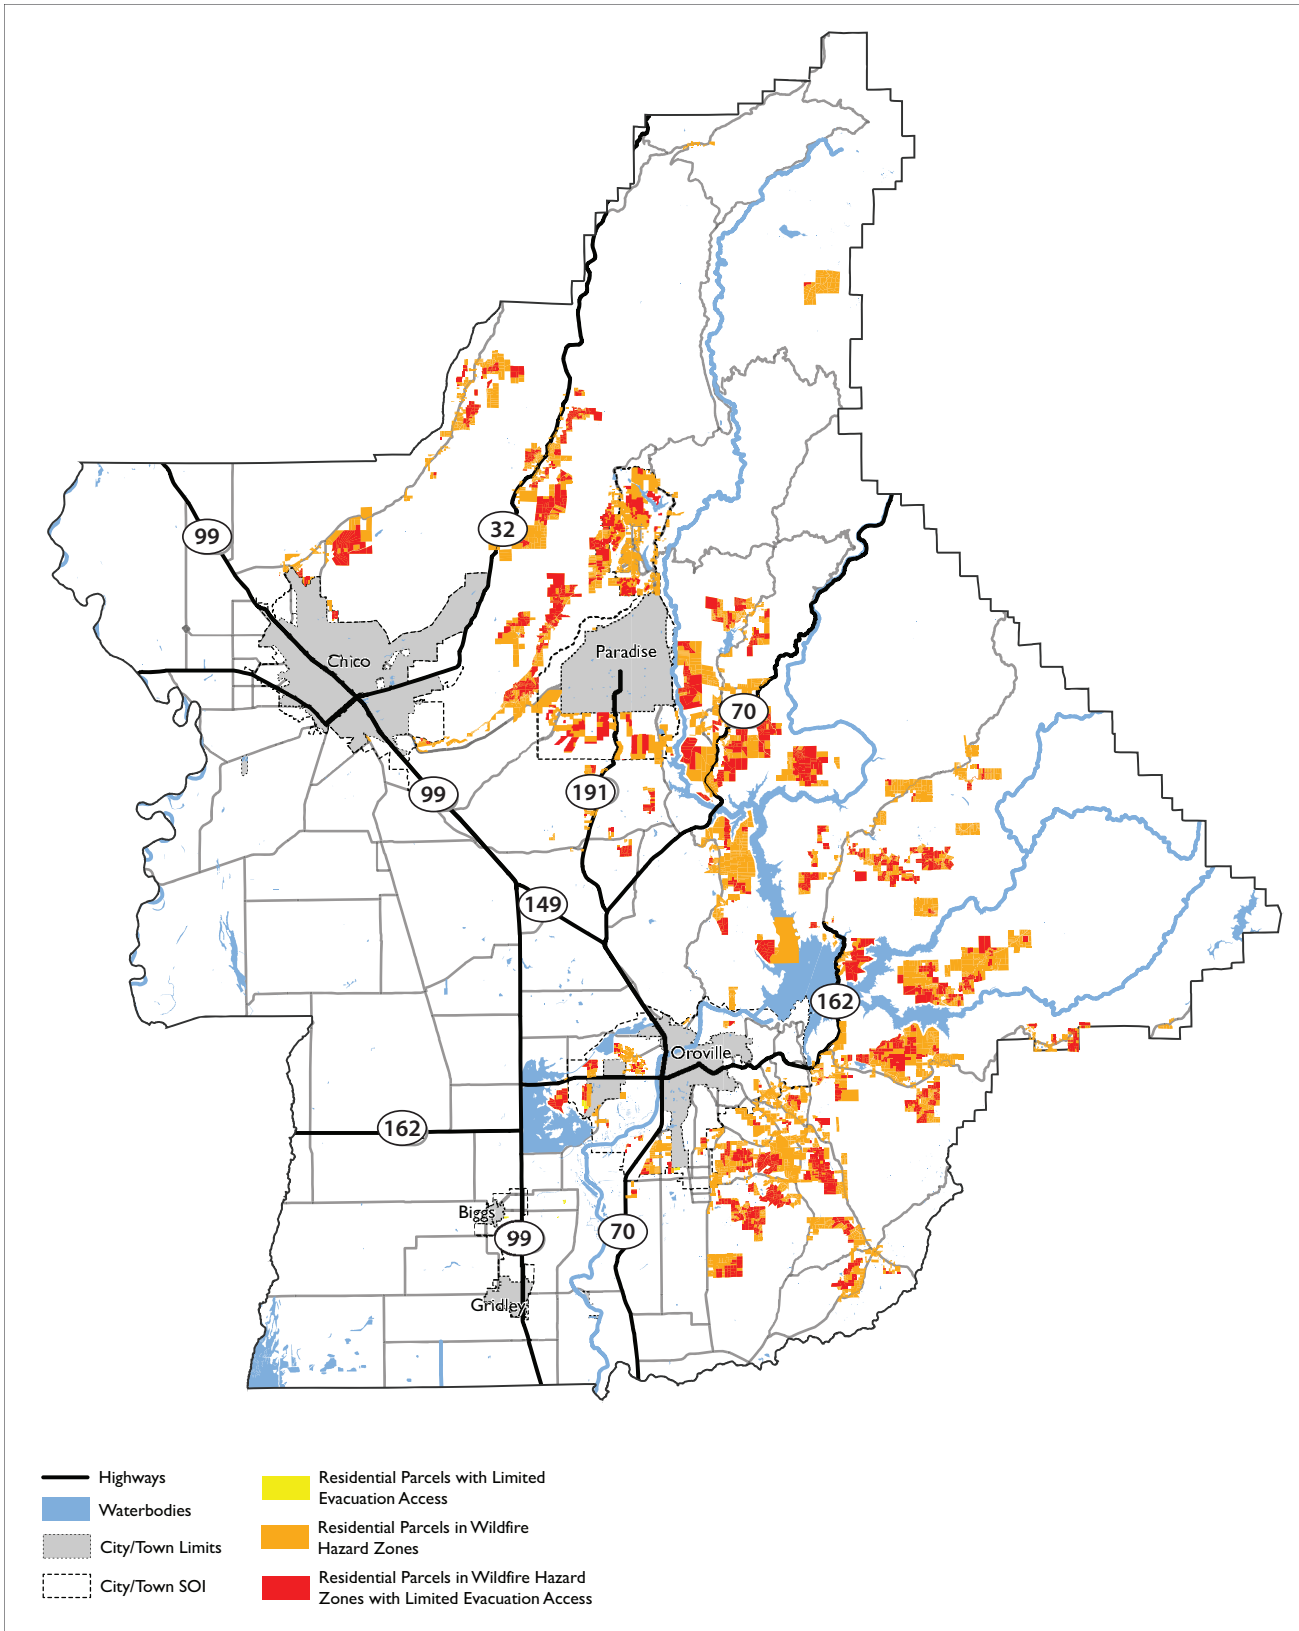 99
32
Chico
Paradise
70
99
191
149
162
Oroville
162
Biggs
99
70
Gridley
Highways
Waterbodies
City/Town Limits
City/Town SOI
Residential Parcels with Limited
Evacuation Access
Residential Parcels in Wildfire
Hazard Zones
Residential Parcels in Wildfire Hazard
Zones with Limited Evacuation Access